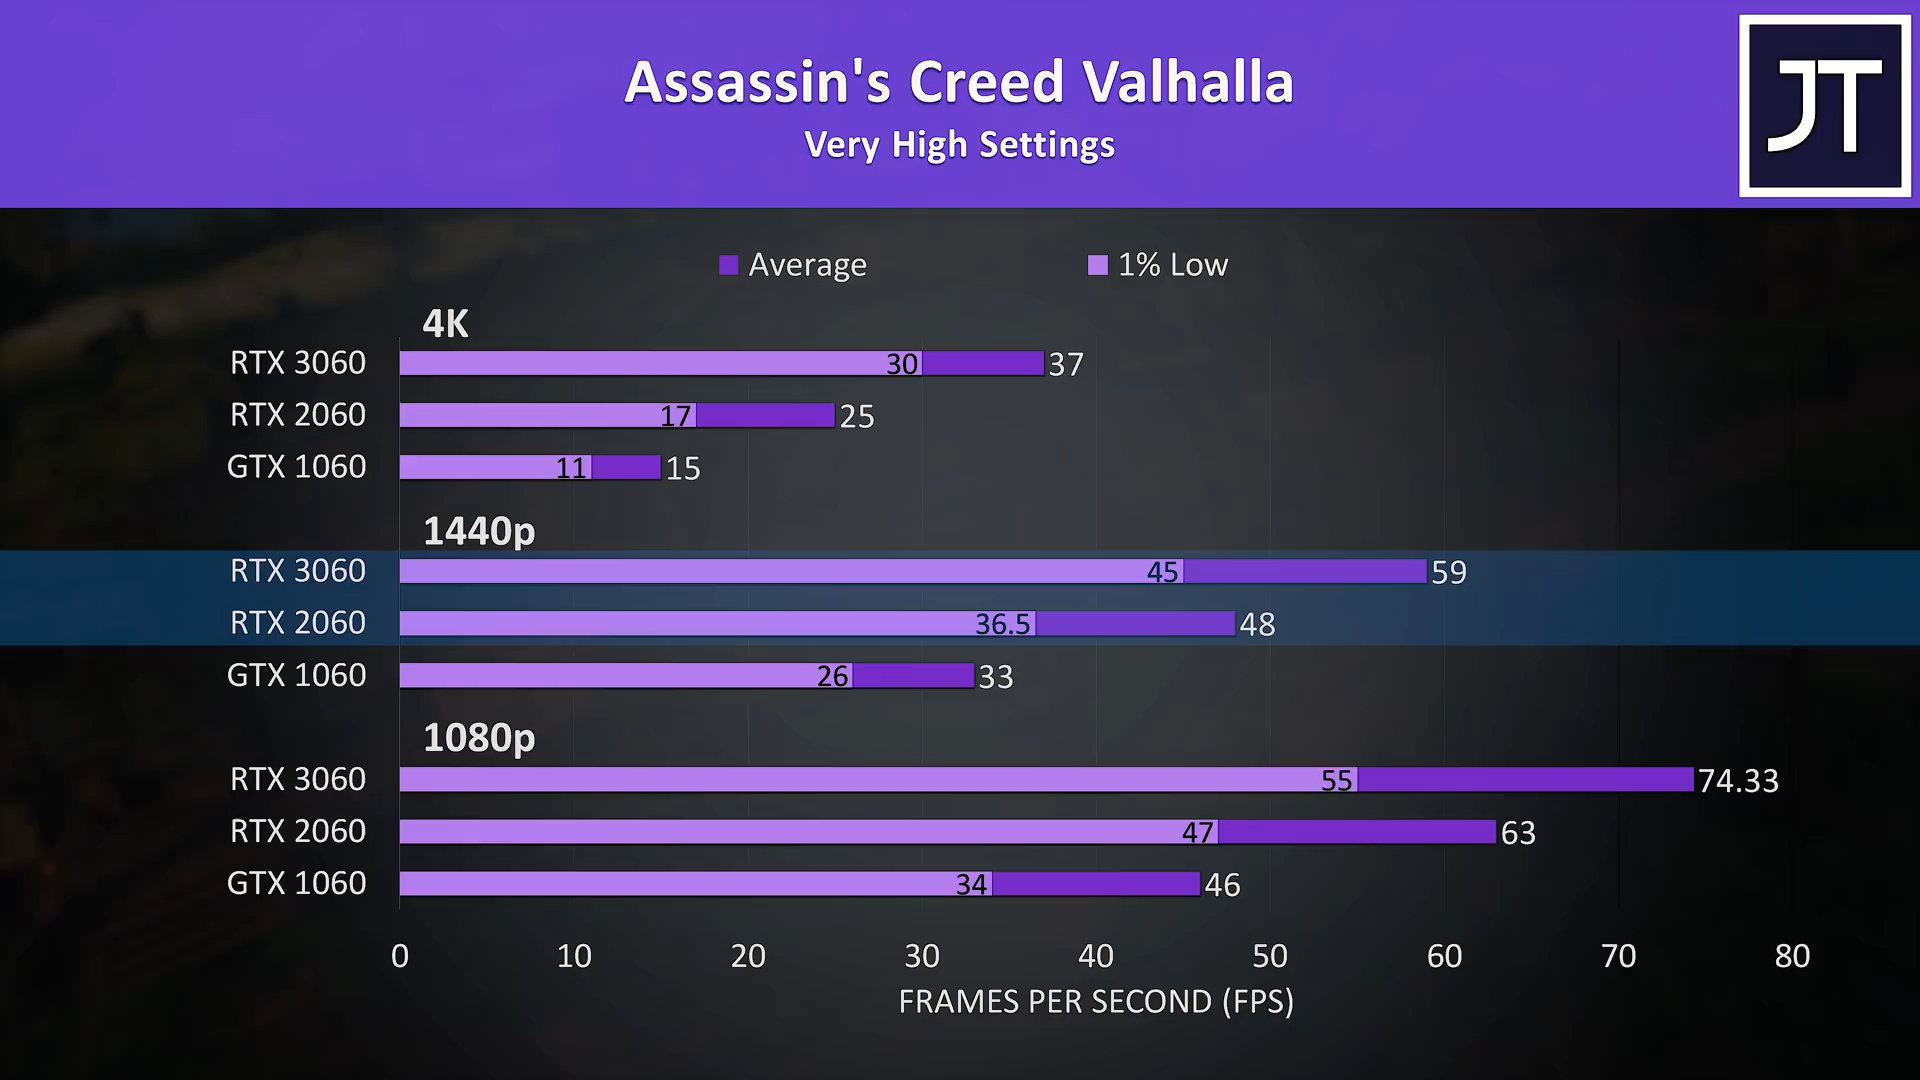 Assassin's Creed Valhalla
Very High Settings
JT
Average
1% Low
4K
RTX 3060 30 37
RTX 2060 17 25
GTX 1060 11 15
1440p
RTX 3060 45 59
RTX 2060 36.5 48
GTX 1060 26 33
1080p
RTX 3060 55 74.33
RTX 2060 47 63
GTX 1060 34 46
0 10 20 30 40 50 60 70 80
FRAMES PER SECOND (FPS)